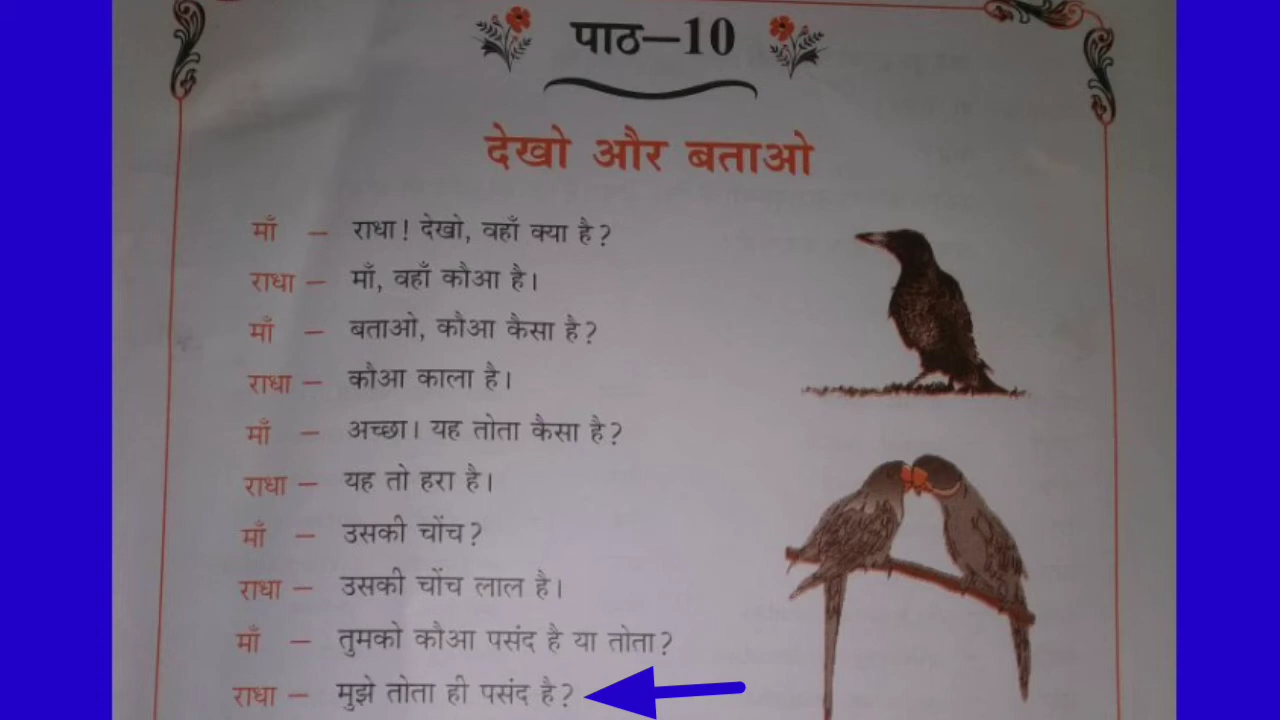 पाठ—10
देखो और बताओ
माँ – राधा! देखो, वहाँ क्या है?
राधा – माँ, वहाँ कौआ है।
माँ – बताओ, कौआ कैसा है?
राधा – कौआ काला है।
माँ – अच्छा। यह तोता कैसा है?
राधा – यह तो हरा है।
माँ – उसकी चोंच?
राधा – उसकी चोंच लाल है।
माँ – तुमको कौआ पसंद है या तोता?
राधा – मुझे तोता ही पसंद है?